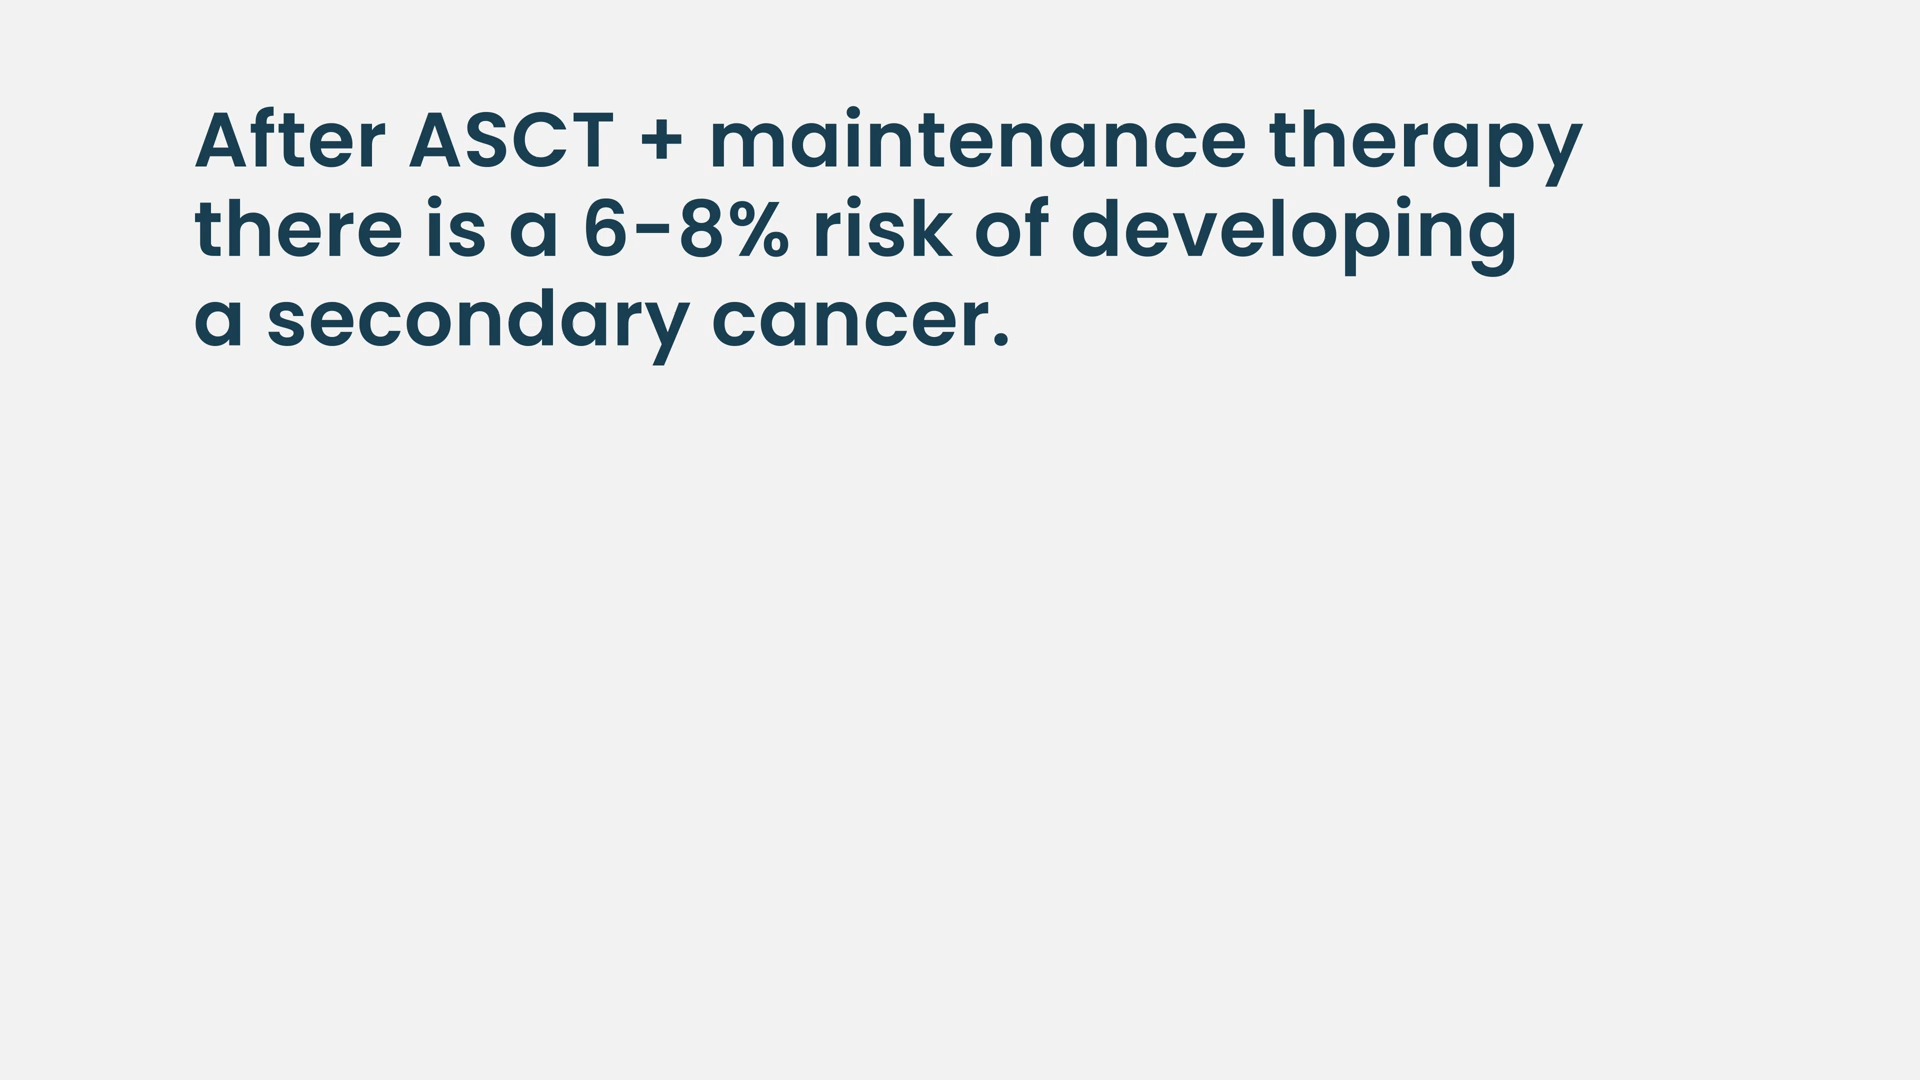 After ASCT + maintenance therapy
there is a 6-8% risk of developing
a secondary cancer.